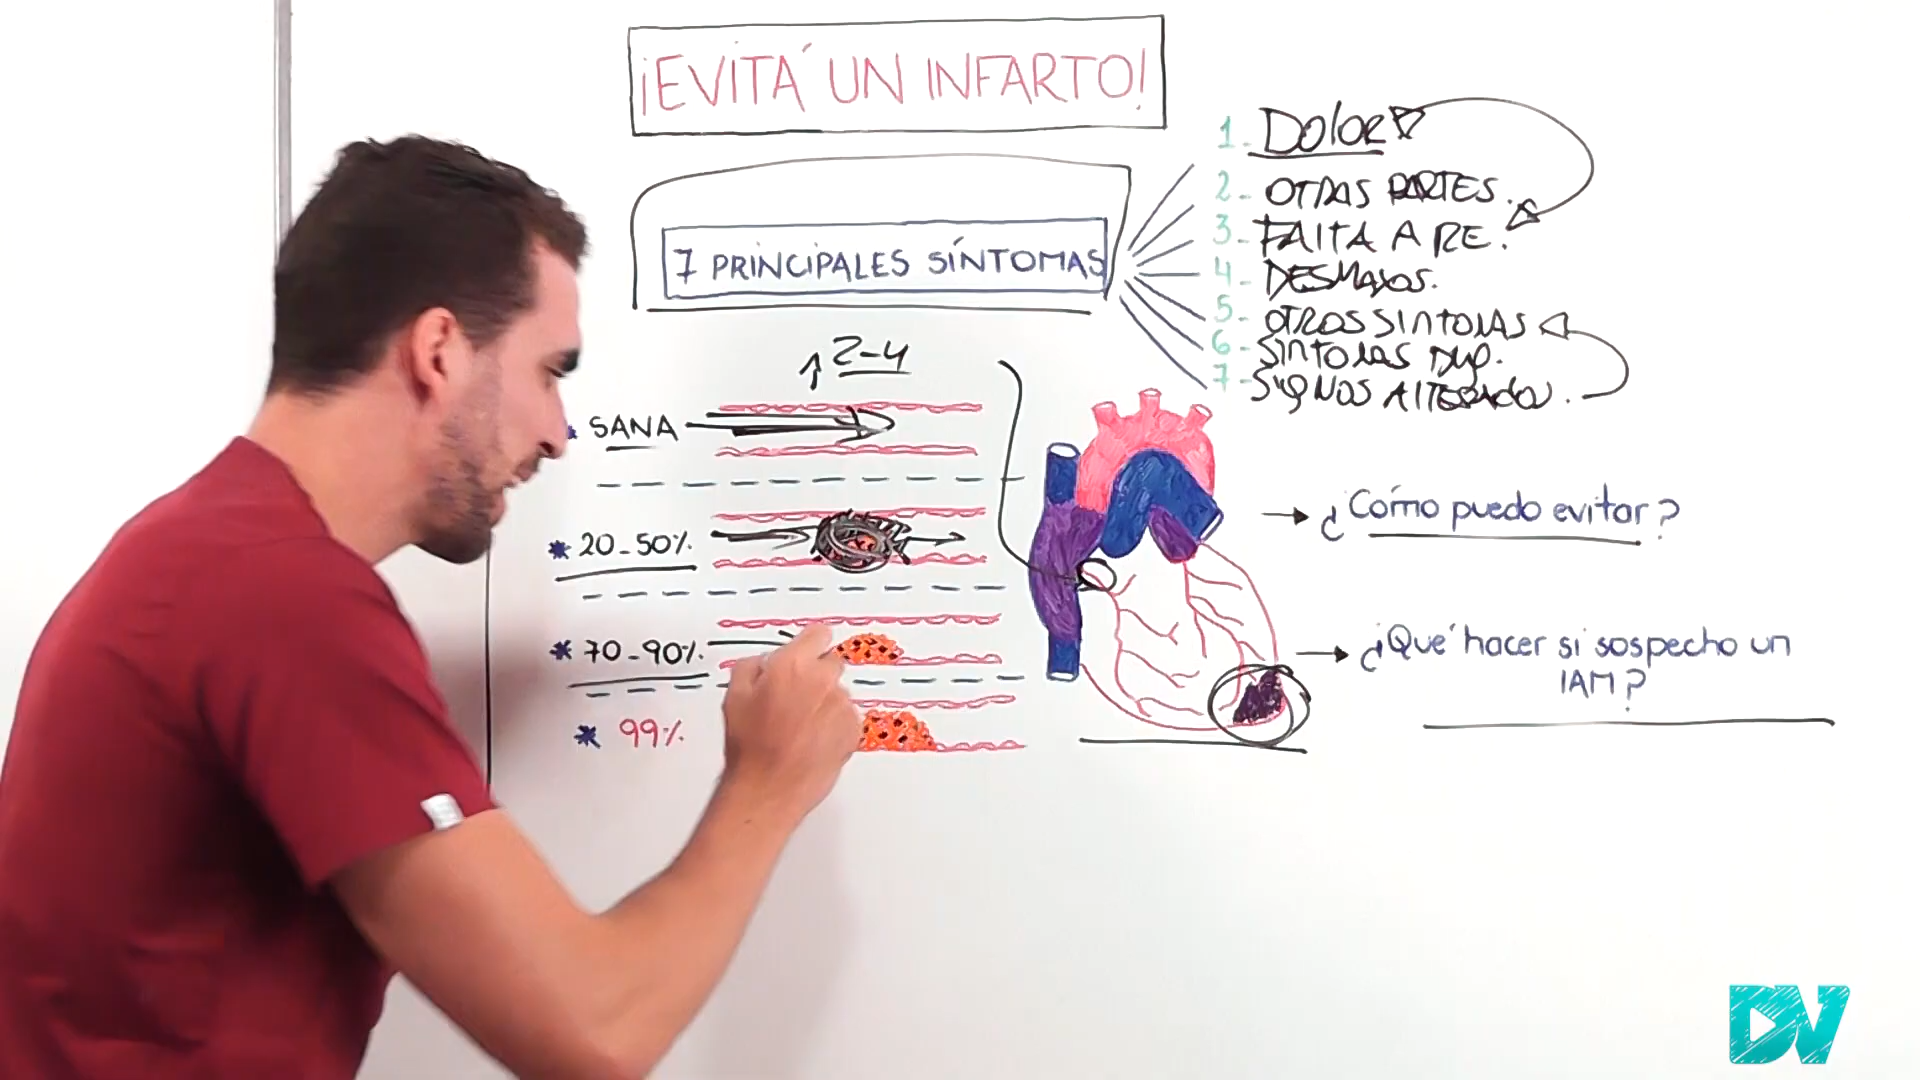 ¡EVITÁ UN INFARTO!
7 PRINCIPALES SÍNTOMAS
1- DOLOR
2- OTRAS PARTES.
3- FALTA AIRE.
4- DESMAYOS.
5- OTROS SINTOMAS
6- SINTOMAS DIG.
7- SIGNOS ALTERADOS.
↑ 2-4
* SANA
* 20-50%
* 70-90%
* 99%
→ ¿Cómo puedo evitar?
→ ¿Qué hacer si sospecho un
IAM?
DV